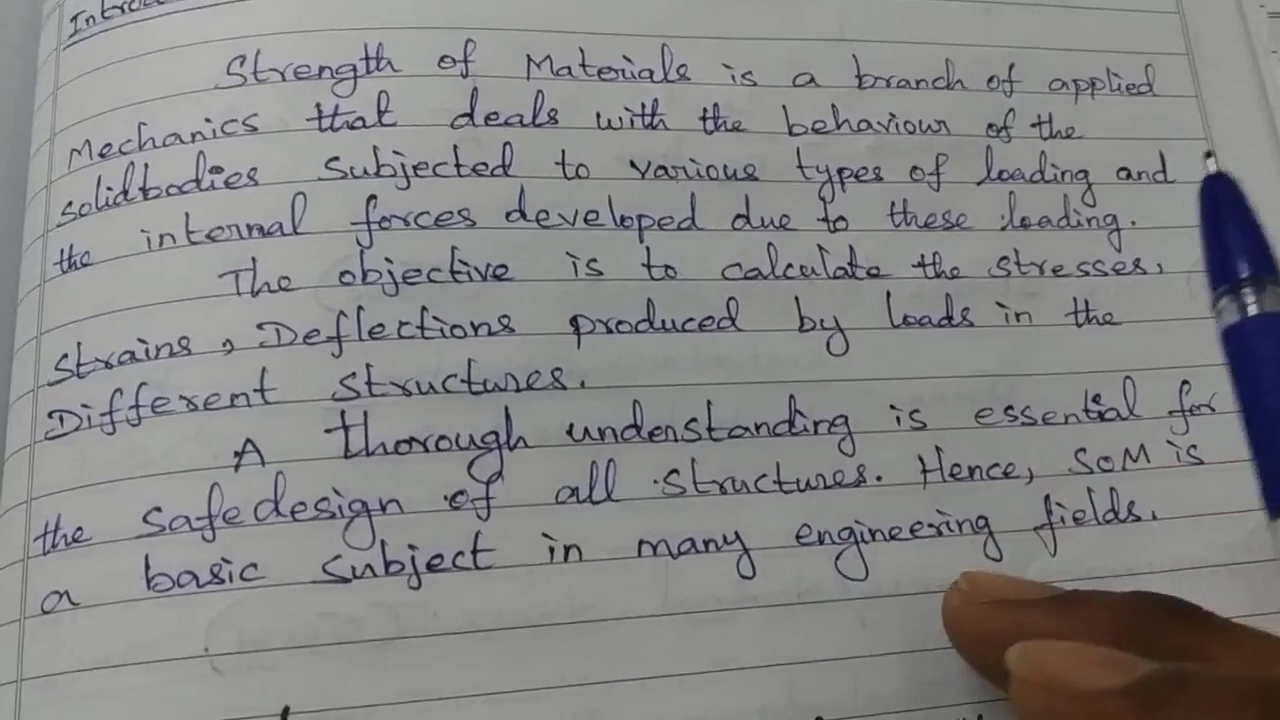 Strength of Materials is a branch of applied
Mechanics that deals with the behaviour of the
solidbodies subjected to various types of loading and
the internal forces developed due to these loading.
The objective is to calculate the stresses,
strains, Deflections produced by loads in the
Different structures.
A thorough understanding is essential for
the safedesign of all structures. Hence, SOM is
a basic subject in many engineering fields.